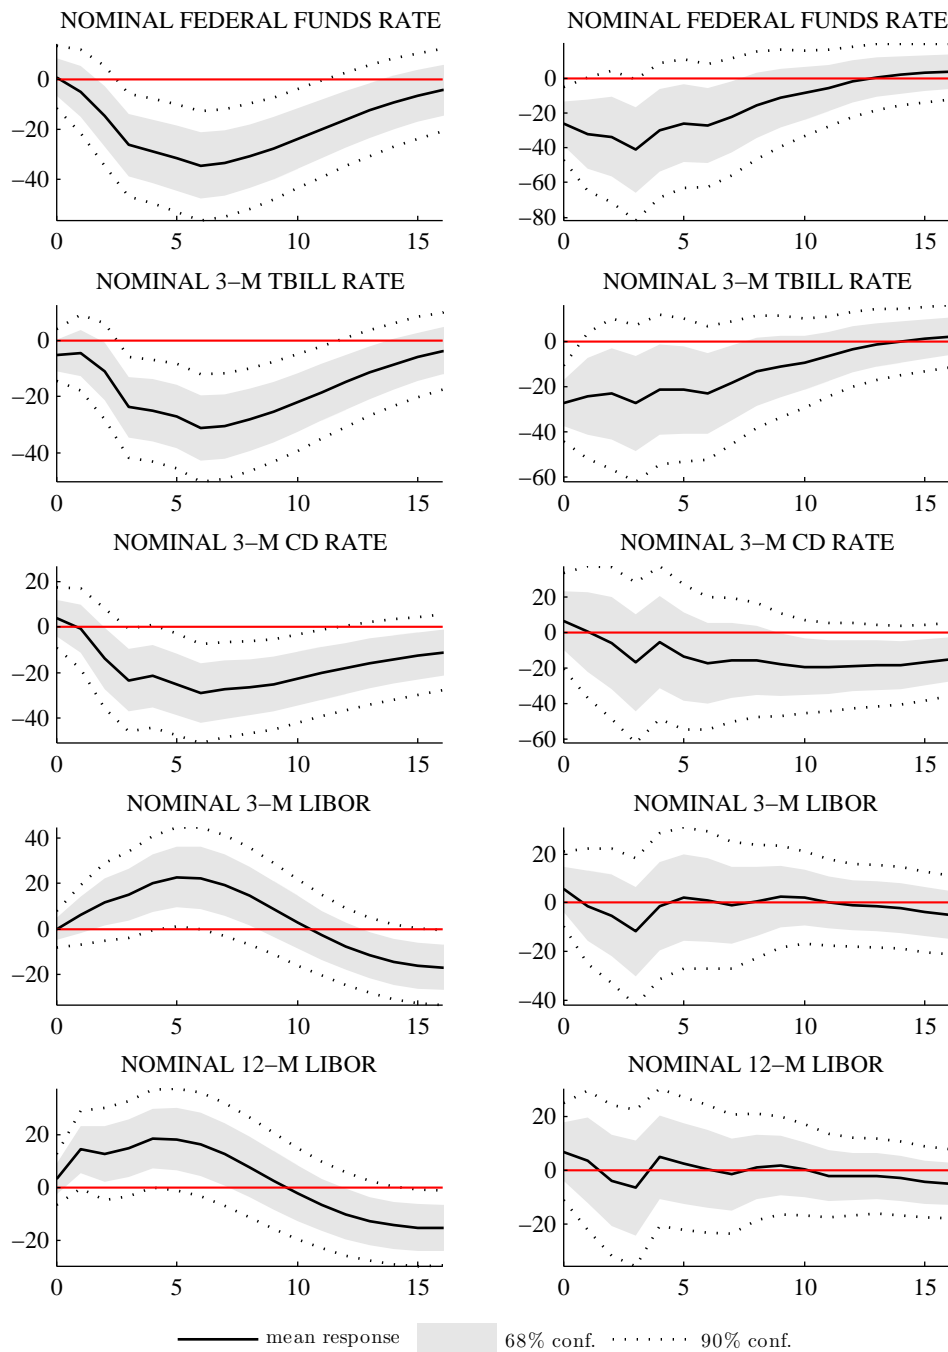 NOMINAL FEDERAL FUNDS RATE
0
−20
−40
0 5 10 15
NOMINAL FEDERAL FUNDS RATE
0
−20
−40
−60
−80
0 5 10 15
NOMINAL 3−M TBILL RATE
0
−20
−40
0 5 10 15
NOMINAL 3−M TBILL RATE
0
−20
−40
−60
0 5 10 15
NOMINAL 3−M CD RATE
20
0
−20
−40
0 5 10 15
NOMINAL 3−M CD RATE
20
0
−20
−40
−60
0 5 10 15
NOMINAL 3−M LIBOR
40
20
0
−20
0 5 10 15
NOMINAL 3−M LIBOR
20
0
−20
−40
0 5 10 15
NOMINAL 12−M LIBOR
20
0
−20
0 5 10 15
NOMINAL 12−M LIBOR
20
0
−20
0 5 10 15
mean response 68% conf. 90% conf.